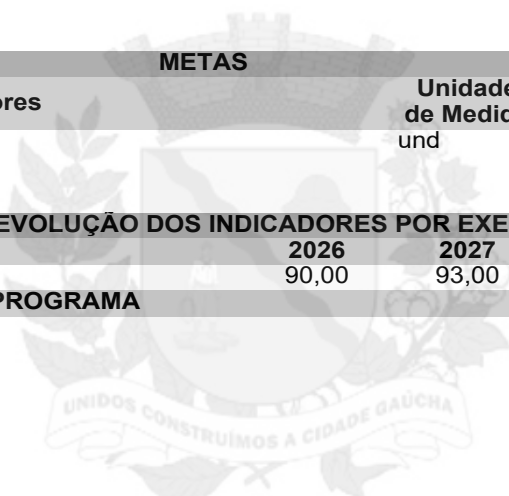 METAS
ores
Unidade
de Medid
und
EVOLUÇÃO DOS INDICADORES POR EXE
2026 2027
90,00 93,00
PROGRAMA
UNIDOS CONSTRUÍMOS A CIDADE GAÚCHA